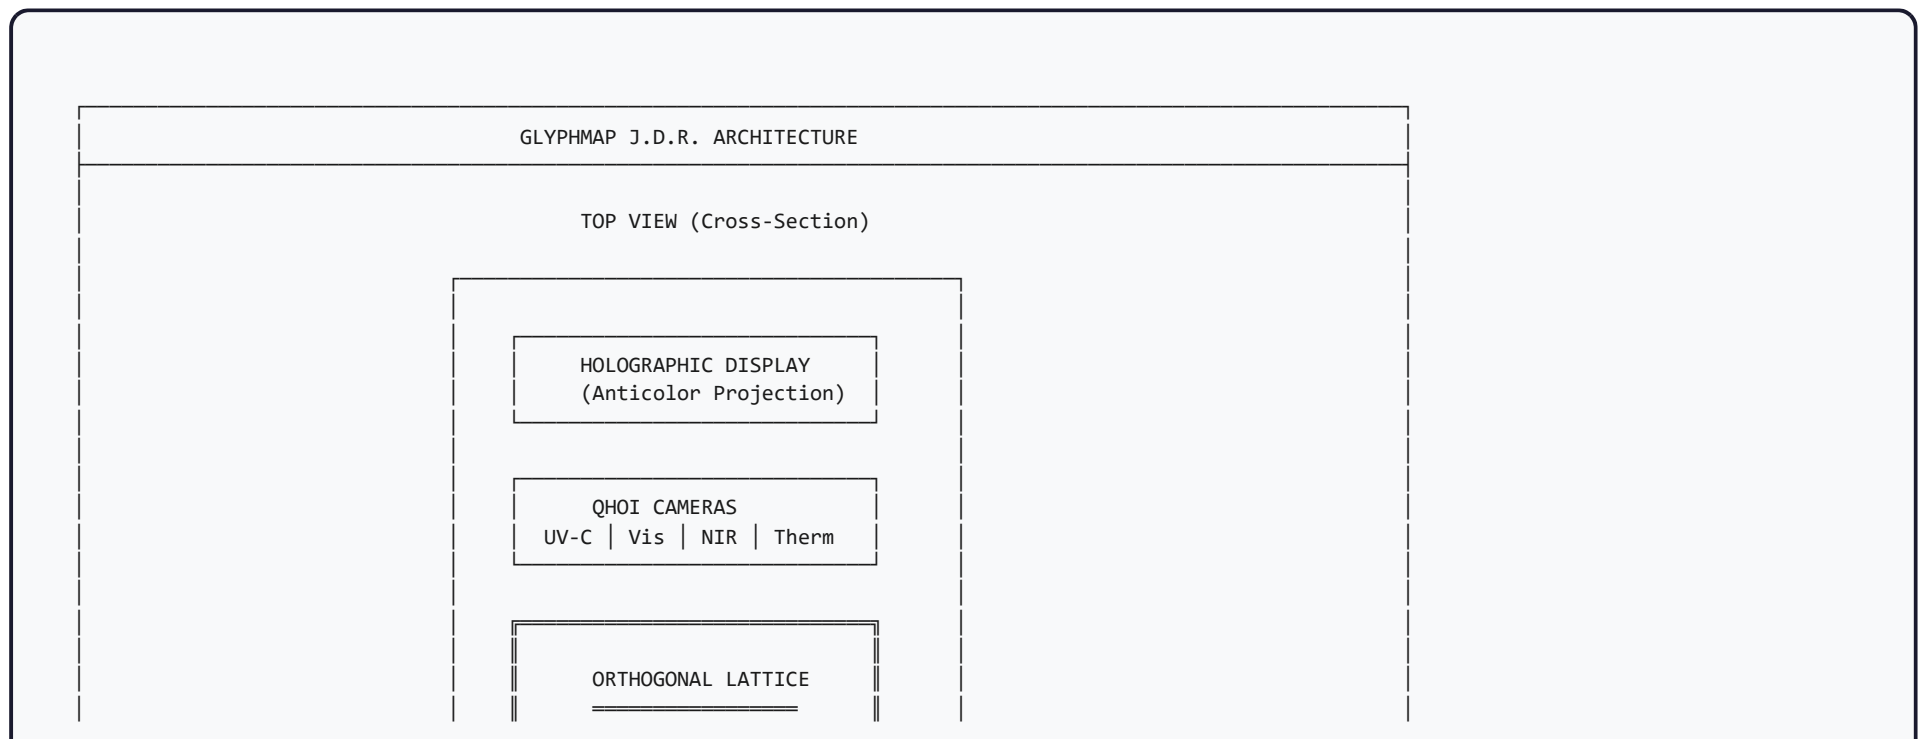 GLYPHMAP J.D.R. ARCHITECTURE
TOP VIEW (Cross-Section)
HOLOGRAPHIC DISPLAY
(Anticolor Projection)
QHOI CAMERAS
UV-C │ Vis │ NIR │ Therm
ORTHOGONAL LATTICE